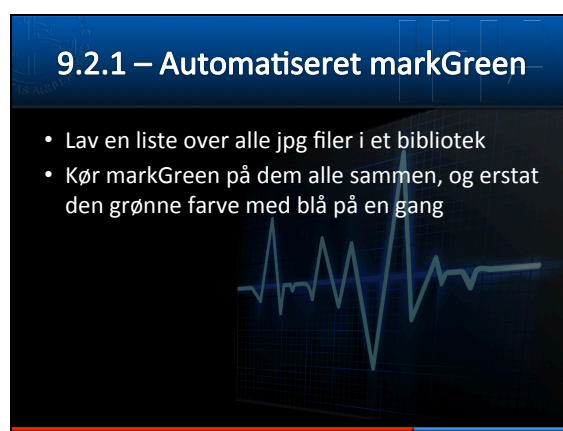 9.2.1 – Automatiseret markGreen
• Lav en liste over alle jpg filer i et bibliotek
• Kør markGreen på dem alle sammen, og erstat
den grønne farve med blå på en gang